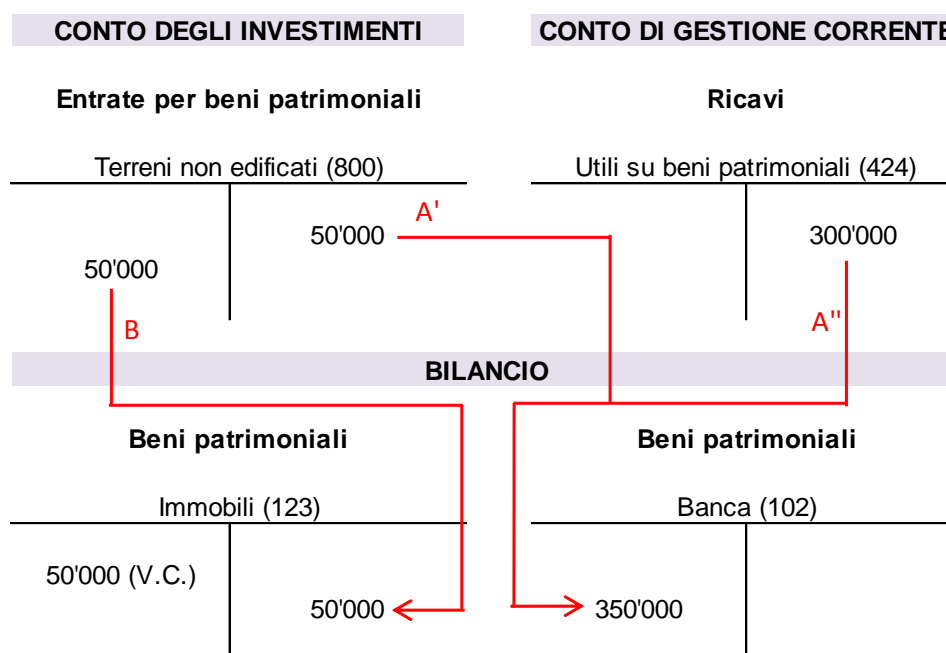 CONTO DEGLI INVESTIMENTI
CONTO DI GESTIONE CORRENTE
Entrate per beni patrimoniali
Ricavi
Terreni non edificati (800)
Utili su beni patrimoniali (424)
A'
50'000
300'000
50'000
B
A''
BILANCIO
Beni patrimoniali
Beni patrimoniali
Immobili (123)
Banca (102)
50'000 (V.C.)
50'000
350'000